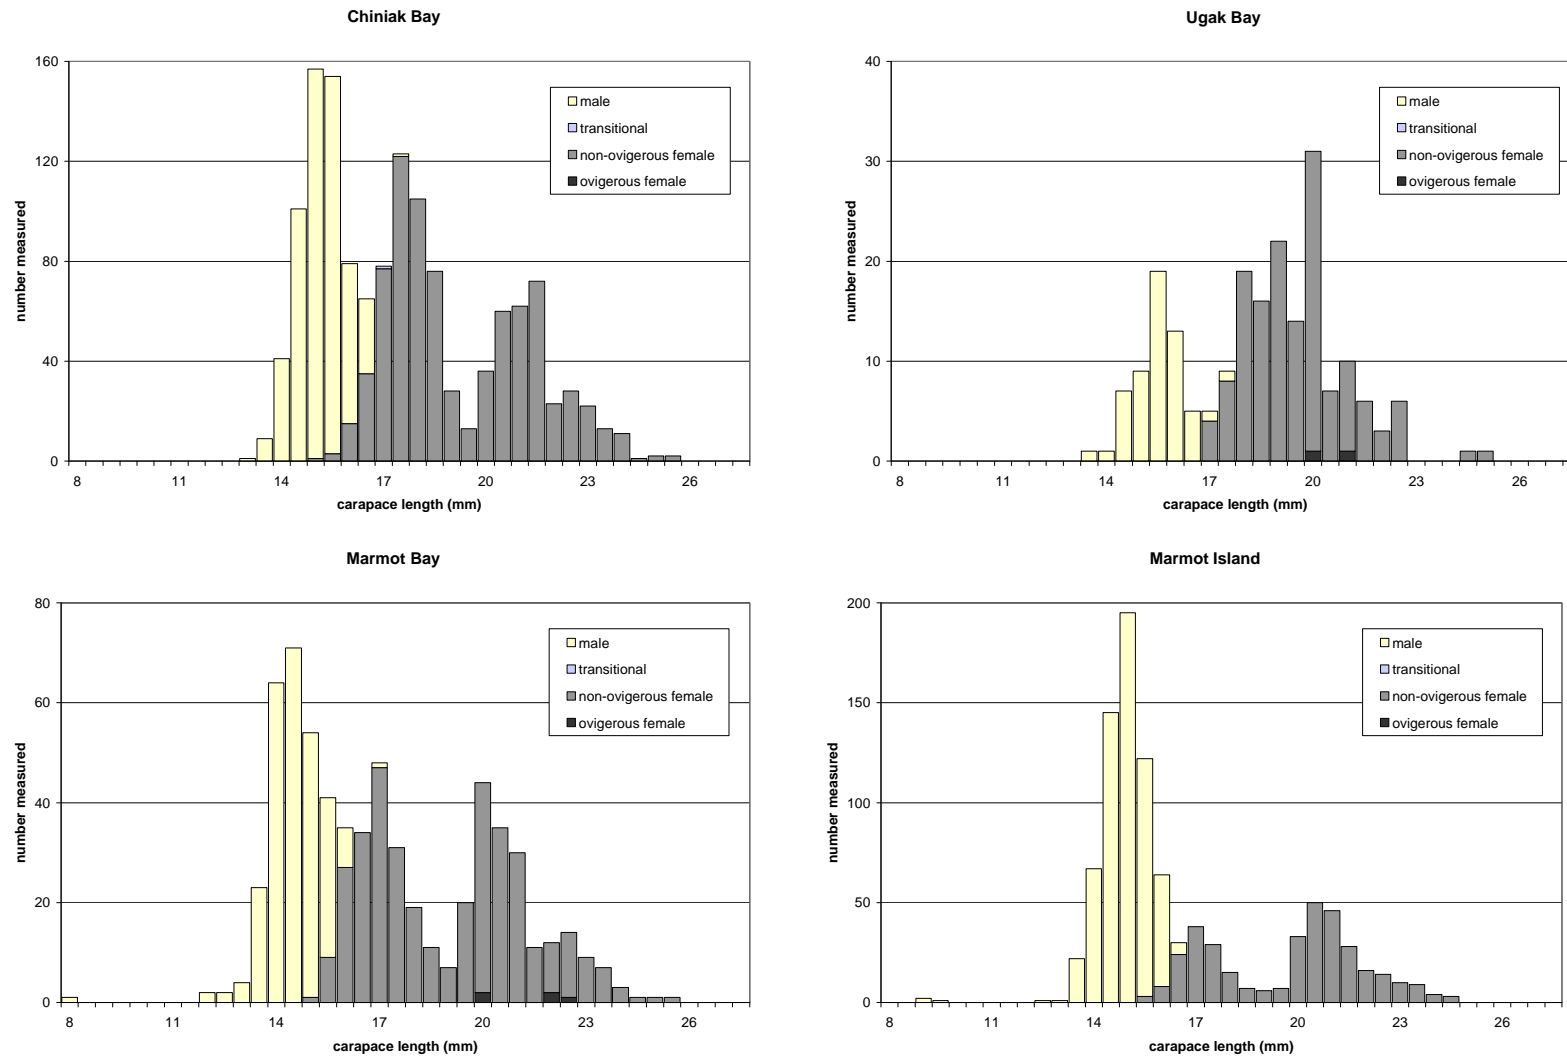 Chiniak Bay
160
120
80
40
0
number measured
male
transitional
non-ovigerous female
ovigerous female
8 11 14 17 20 23 26
carapace length (mm)
Ugak Bay
40
30
20
10
0
number measured
male
transitional
non-ovigerous female
ovigerous female
8 11 14 17 20 23 26
carapace length (mm)
Marmot Bay
80
60
40
20
0
number measured
male
transitional
non-ovigerous female
ovigerous female
8 11 14 17 20 23 26
carapace length (mm)
Marmot Island
200
150
100
50
0
number measured
male
transitional
non-ovigerous female
ovigerous female
8 11 14 17 20 23 26
carapace length (mm)